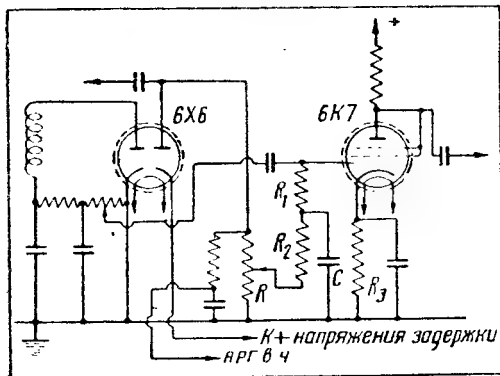 +
6Х6
6К7
R₁
R₂
R
C
R₃
К+ напряжения задержки
АРГ в ч